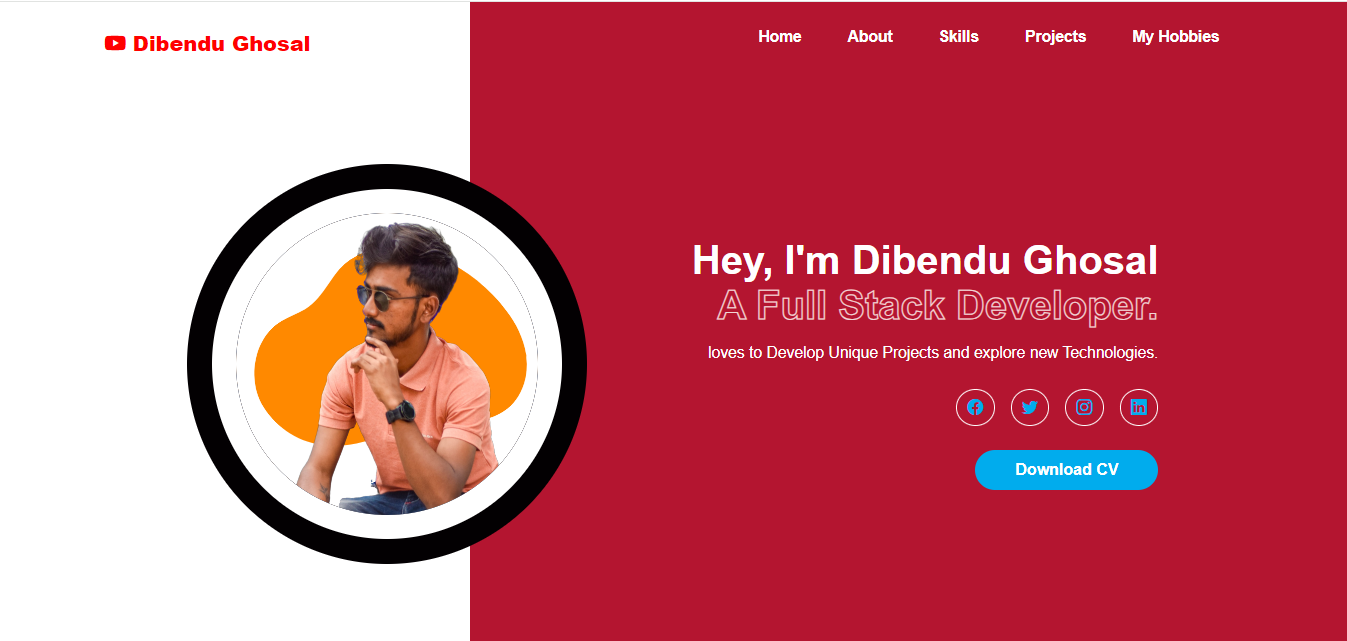 Dibendu Ghosal
Home About Skills Projects My Hobbies
Hey, I'm Dibendu Ghosal
A Full Stack Developer.
loves to Develop Unique Projects and explore new Technologies.
Download CV